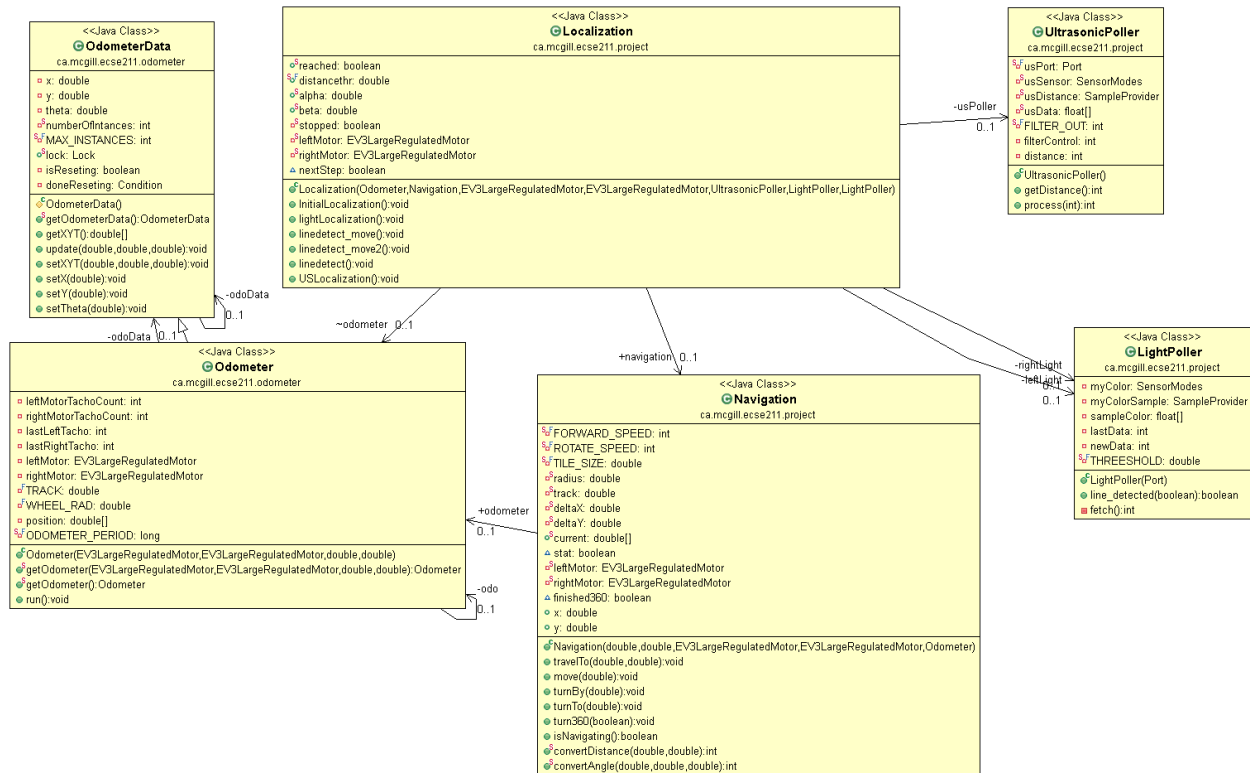 <<Java Class>>
OdometerData
ca.mcgill.ecse211.odometer
x: double
y: double
theta: double
numberOfIntances: int
MAX_INSTANCES: int
lock: Lock
isReseting: boolean
doneReseting: Condition
OdometerData()
getOdometerData():OdometerData
getXYT():double[]
update(double,double,double):void
setXYT(double,double,double):void
setX(double):void
setY(double):void
setTheta(double):void
<<Java Class>>
Localization
ca.mcgill.ecse211.project
reached: boolean
distancethr: double
alpha: double
beta: double
stopped: boolean
leftMotor: EV3LargeRegulatedMotor
rightMotor: EV3LargeRegulatedMotor
nextStep: boolean
Localization(Odometer,Navigation,EV3LargeRegulatedMotor,EV3LargeRegulatedMotor,UltrasonicPoller,LightPoller,LightPoller)
InitialLocalization():void
lightLocalization():void
linedetect_move():void
linedetect_move2():void
linedetect():void
USLocalization():void
-usPoller
0..1
<<Java Class>>
UltrasonicPoller
ca.mcgill.ecse211.project
usPort: Port
usSensor: SensorModes
usDistance: SampleProvider
usData: float[]
FILTER_OUT: int
filterControl: int
distance: int
UltrasonicPoller()
getDistance():int
process(int):int
-odoData
0..1
-odoData
0..1
~odometer
0..1
+navigation
0..1
-rightLight
0..1
-leftLight
0..1
<<Java Class>>
Odometer
ca.mcgill.ecse211.odometer
leftMotorTachoCount: int
rightMotorTachoCount: int
lastLeftTacho: int
lastRightTacho: int
leftMotor: EV3LargeRegulatedMotor
rightMotor: EV3LargeRegulatedMotor
TRACK: double
WHEEL_RAD: double
position: double[]
ODOMETER_PERIOD: long
Odometer(EV3LargeRegulatedMotor,EV3LargeRegulatedMotor,double,double)
getOdometer(EV3LargeRegulatedMotor,EV3LargeRegulatedMotor,double,double):Odometer
getOdometer():Odometer
run():void
+odometer
0..1
-odo
0..1
<<Java Class>>
Navigation
ca.mcgill.ecse211.project
FORWARD_SPEED: int
ROTATE_SPEED: int
TILE_SIZE: double
radius: double
track: double
deltaX: double
deltaY: double
current: double[]
stat: boolean
leftMotor: EV3LargeRegulatedMotor
rightMotor: EV3LargeRegulatedMotor
finished360: boolean
x: double
y: double
Navigation(double,double,EV3LargeRegulatedMotor,EV3LargeRegulatedMotor,Odometer)
travelTo(double,double):void
move(double):void
turnBy(double):void
turnTo(double):void
turn360(boolean):void
isNavigating():boolean
convertDistance(double,double):int
convertAngle(double,double,double):int
<<Java Class>>
LightPoller
ca.mcgill.ecse211.project
myColor: SensorModes
myColorSample: SampleProvider
sampleColor: float[]
lastData: int
newData: int
THREESHOLD: double
LightPoller(Port)
line_detected(boolean):boolean
fetch():int